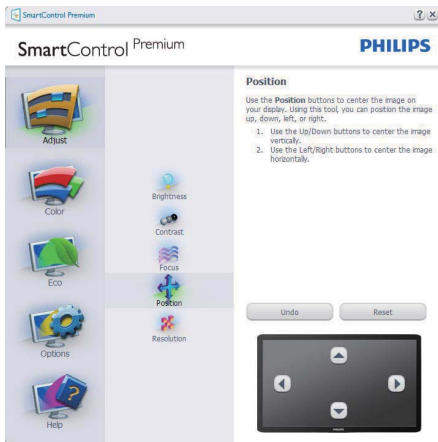 SmartControl Premium
SmartControl Premium
PHILIPS
Adjust
Color
Eco
Options
Help
Brightness
Contrast
Focus
Position
Resolution
Position
Use the Position buttons to center the image on
your display. Using this tool, you can position the image
up, down, left, or right.
1. Use the Up/Down buttons to center the image
vertically.
2. Use the Left/Right buttons to center the image
horizontally.
Undo
Reset
PHILIPS